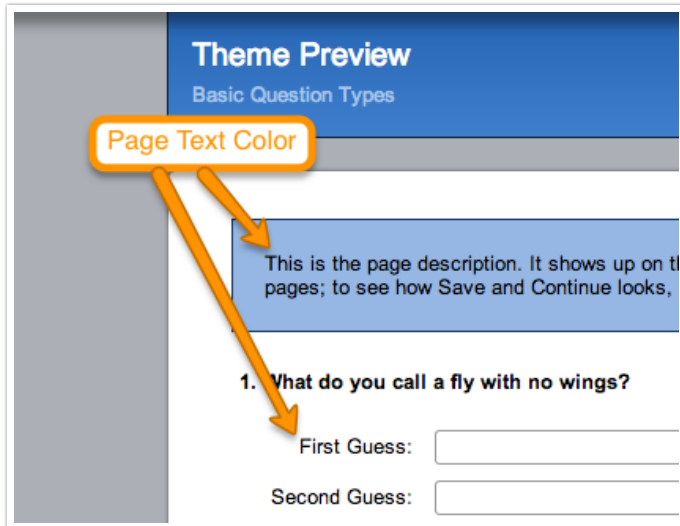 Theme Preview
Basic Question Types
Page Text Color
This is the page description. It shows up on
pages; to see how Save and Continue looks,
1. What do you call a fly with no wings?
First Guess:
Second Guess: